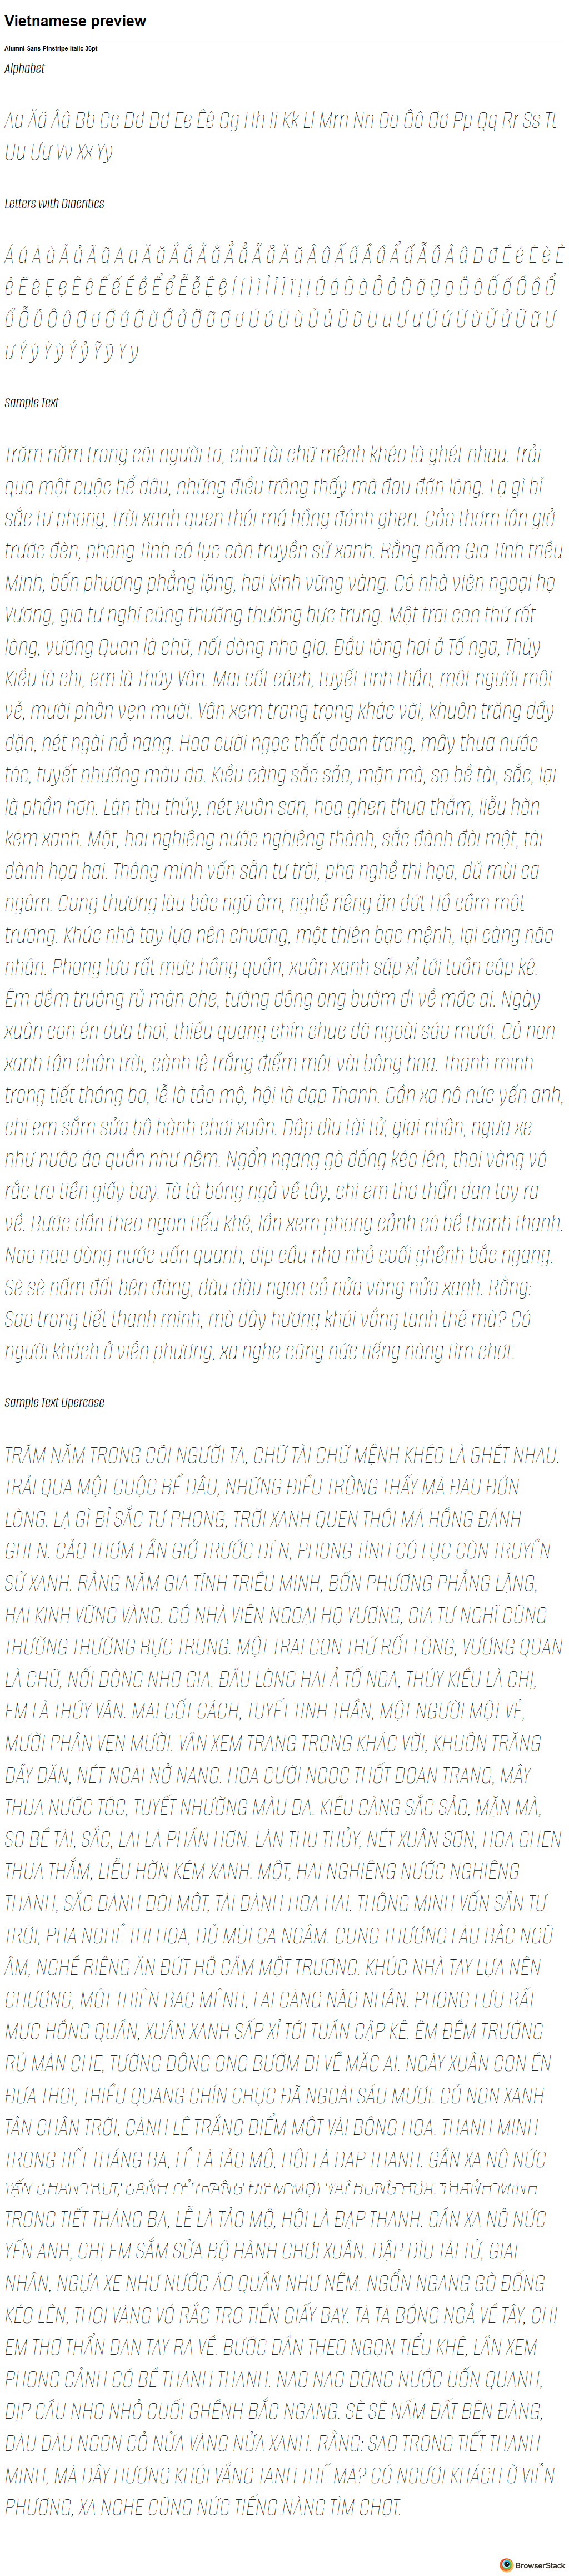 Vietnamese preview
Alumni-Sans-Pinstripe-Italic 36pt
Alphabet
Aa Ăă Ââ Bb Cc Dd Đđ Ee Êê Gg Hh Ii Kk Ll Mm Nn Oo Ôô Ơơ Pp Qq Rr Ss Tt
Uu Ưư Vv Xx Yy
Letters with Diacritics
Á á À à Ả ả Ã ã Ạ ạ Ă ă Ắ ắ Ằ ằ Ẳ ẳ Ẵ ẵ Ặ ặ Â â Ấ ấ Ầ ầ Ẩ ẩ Ẫ ẫ Ậ ậ Đ đ É é È è Ẻ
ẻ Ẽ ẽ Ẹ ẹ Ê ê Ế ế Ề ề Ể ể Ễ ễ Ệ ệ Í í Ì ì Ỉ ỉ Ĩ ĩ Ị ị Ó ó Ò ò Ỏ ỏ Õ õ Ọ ọ Ô ô Ố ố Ồ ồ Ổ
ổ Ỗ ỗ Ộ ộ Ơ ơ Ớ ớ Ờ ờ Ở ở Ỡ ỡ Ợ ợ Ú ú Ù ù Ủ ủ Ũ ũ Ụ ụ Ư ư Ứ ứ Ừ ừ Ử ử Ữ ữ Ự
ự Ý ý Ỳ ỳ Ỷ ỷ Ỹ ỹ Ỵ ỵ
Sample Text:
Trăm năm trong cõi người ta, chữ tài chữ mệnh khéo là ghét nhau. Trải
qua một cuộc bể dâu, những điều trông thấy mà đau đớn lòng. Lạ gì bỉ
sắc tư phong, trời xanh quen thói má hồng đánh ghen. Cảo thơm lần giở
trước đèn, phong Tình có lục còn truyền sử xanh. Rằng năm Gia Tĩnh triều
Minh, bốn phương phẳng lặng, hai kinh vững vàng. Có nhà viên ngoại họ
Vương, gia tư nghĩ cũng thường thường bực trung. Một trai con thứ rốt
lòng, vương Quan là chữ, nối dòng nho gia. Đầu lòng hai ả Tố nga, Thúy
Kiều là chị, em là Thúy Vân. Mai cốt cách, tuyết tinh thần, một người một
vẻ, mười phân vẹn mười. Vân xem trang trọng khác vời, khuôn trăng đầy
đặn, nét ngài nở nang. Hoa cười ngọc thốt đoan trang, mây thua nước
tóc, tuyết nhường màu da. Kiều càng sắc sảo, mặn mà, so bề tài, sắc, lại
là phần hơn. Làn thu thủy, nét xuân sơn, hoa ghen thua thắm, liễu hờn
kém xanh. Một, hai nghiêng nước nghiêng thành, sắc đành đòi một, tài
đành họa hai. Thông minh vốn sẵn tư trời, pha nghề thi họa, đủ mùi ca
ngâm. Cung thương làu bậc ngũ âm, nghề riêng ăn đứt Hồ cầm một
trương. Khúc nhà tay lựa nên chương, một thiên bạc mệnh, lại càng não
nhân. Phong lưu rất mực hồng quần, xuân xanh sấp xỉ tới tuần cập kê.
Êm đềm trướng rủ màn che, tường đông ong bướm đi về mặc ai. Ngày
xuân con én đưa thoi, thiều quang chín chục đã ngoài sáu mươi. Cỏ non
xanh tận chân trời, cành lê trắng điểm một vài bông hoa. Thanh minh
trong tiết tháng ba, lễ là tảo mộ, hội là đạp Thanh. Gần xa nô nức yến anh,
chị em sắm sửa bộ hành chơi xuân. Dập dìu tài tử, giai nhân, ngựa xe
như nước áo quần như nêm. Ngổn ngang gò đống kéo lên, thoi vàng vó
rắc tro tiền giấy bay. Tà tà bóng ngả về tây, chị em thơ thẩn dan tay ra
về. Bước dần theo ngọn tiểu khê, lần xem phong cảnh có bề thanh thanh.
Nao nao dòng nước uốn quanh, dịp cầu nho nhỏ cuối ghềnh bắc ngang.
Sè sè nấm đất bên đàng, dàu dàu ngọn cỏ nửa vàng nửa xanh. Rằng:
Sao trong tiết thanh minh, mà đây hương khói vắng tanh thế mà? Có
người khách ở viễn phương, xa nghe cũng nức tiếng nàng tìm chợt.
Sample Text Upercase
TRĂM NĂM TRONG CÕI NGƯỜI TA, CHỮ TÀI CHỮ MỆNH KHÉO LÀ GHÉT NHAU.
TRẢI QUA MỘT CUỘC BỂ DÂU, NHỮNG ĐIỀU TRÔNG THẤY MÀ ĐAU ĐỚN
LÒNG. LẠ GÌ BỈ SẮC TƯ PHONG, TRỜI XANH QUEN THÓI MÁ HỒNG ĐÁNH
GHEN. CẢO THƠM LẦN GIỞ TRƯỚC ĐÈN, PHONG TÌNH CÓ LỤC CÒN TRUYỀN
SỬ XANH. RẰNG NĂM GIA TĨNH TRIỀU MINH, BỐN PHƯƠNG PHẲNG LẶNG,
HAI KINH VỮNG VÀNG. CÓ NHÀ VIÊN NGOẠI HỌ VƯƠNG, GIA TƯ NGHĨ CŨNG
THƯỜNG THƯỜNG BỰC TRUNG. MỘT TRAI CON THỨ RỐT LÒNG, VƯƠNG QUAN
LÀ CHỮ, NỐI DÒNG NHO GIA. ĐẦU LÒNG HAI Ả TỐ NGA, THÚY KIỀU LÀ CHỊ,
EM LÀ THÚY VÂN. MAI CỐT CÁCH, TUYẾT TINH THẦN, MỘT NGƯỜI MỘT VẺ,
MƯỜI PHÂN VẸN MƯỜI. VÂN XEM TRANG TRỌNG KHÁC VỜI, KHUÔN TRĂNG
ĐẦY ĐẶN, NÉT NGÀI NỞ NANG. HOA CƯỜI NGỌC THỐT ĐOAN TRANG, MÂY
THUA NƯỚC TÓC, TUYẾT NHƯỜNG MÀU DA. KIỀU CÀNG SẮC SẢO, MẶN MÀ,
SO BỀ TÀI, SẮC, LẠI LÀ PHẦN HƠN. LÀN THU THỦY, NÉT XUÂN SƠN, HOA GHEN
THUA THẮM, LIỄU HỜN KÉM XANH. MỘT, HAI NGHIÊNG NƯỚC NGHIÊNG
THÀNH, SẮC ĐÀNH ĐÒI MỘT, TÀI ĐÀNH HỌA HAI. THÔNG MINH VỐN SẴN TƯ
TRỜI, PHA NGHỀ THI HỌA, ĐỦ MÙI CA NGÂM. CUNG THƯƠNG LÀU BẬC NGŨ
ÂM, NGHỀ RIÊNG ĂN ĐỨT HỒ CẦM MỘT TRƯƠNG. KHÚC NHÀ TAY LỰA NÊN
CHƯƠNG, MỘT THIÊN BẠC MỆNH, LẠI CÀNG NÃO NHÂN. PHONG LƯU RẤT
MỰC HỒNG QUẦN, XUÂN XANH SẤP XỈ TỚI TUẦN CẬP KÊ. ÊM ĐỀM TRƯỚNG
RỦ MÀN CHE, TƯỜNG ĐÔNG ONG BƯỚM ĐI VỀ MẶC AI. NGÀY XUÂN CON ÉN
ĐƯA THOI, THIỀU QUANG CHÍN CHỤC ĐÃ NGOÀI SÁU MƯƠI. CỎ NON XANH
TẬN CHÂN TRỜI, CÀNH LÊ TRẮNG ĐIỂM MỘT VÀI BÔNG HOA. THANH MINH
TRONG TIẾT THÁNG BA, LỄ LÀ TẢO MỘ, HỘI LÀ ĐẠP THANH. GẦN XA NÔ NỨC
TRONG TIẾT THÁNG BA, LỄ LÀ TẢO MỘ, HỘI LÀ ĐẠP THANH. GẦN XA NÔ NỨC
YẾN ANH, CHỊ EM SẮM SỬA BỘ HÀNH CHƠI XUÂN. DẬP DÌU TÀI TỬ, GIAI
NHÂN, NGỰA XE NHƯ NƯỚC ÁO QUẦN NHƯ NÊM. NGỔN NGANG GÒ ĐỐNG
KÉO LÊN, THOI VÀNG VÓ RẮC TRO TIỀN GIẤY BAY. TÀ TÀ BÓNG NGẢ VỀ TÂY, CHỊ
EM THƠ THẨN DAN TAY RA VỀ. BƯỚC DẦN THEO NGỌN TIỂU KHÊ, LẦN XEM
PHONG CẢNH CÓ BỀ THANH THANH. NAO NAO DÒNG NƯỚC UỐN QUANH,
DỊP CẦU NHO NHỎ CUỐI GHỀNH BẮC NGANG. SÈ SÈ NẤM ĐẤT BÊN ĐÀNG,
DÀU DÀU NGỌN CỎ NỬA VÀNG NỬA XANH. RẰNG: SAO TRONG TIẾT THANH
MINH, MÀ ĐÂY HƯƠNG KHÓI VẮNG TANH THẾ MÀ? CÓ NGƯỜI KHÁCH Ở VIỄN
PHƯƠNG, XA NGHE CŨNG NỨC TIẾNG NÀNG TÌM CHỢT.
BrowserStack